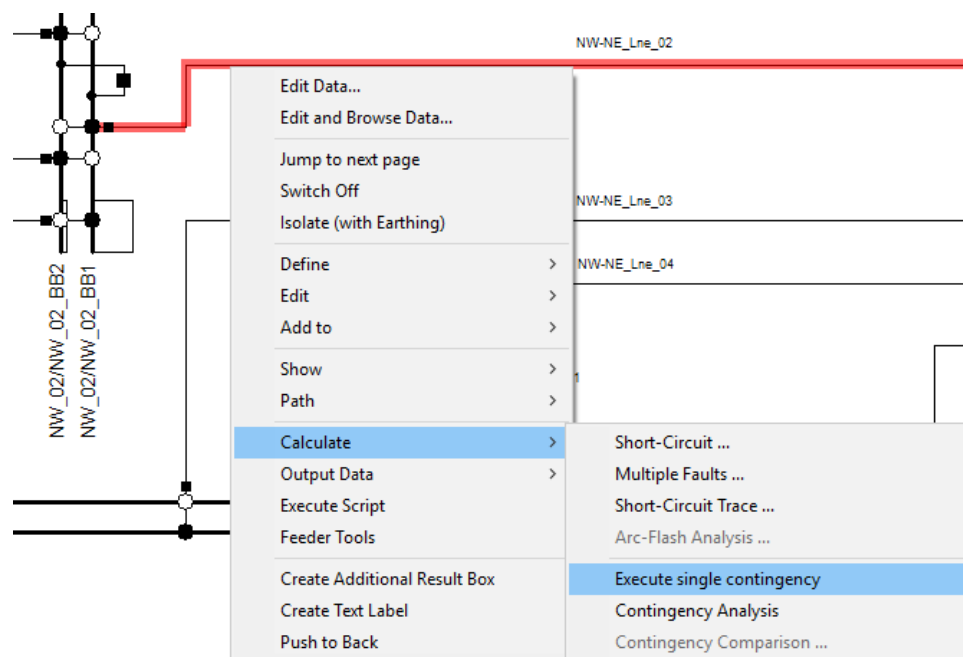 NW-NE_Lne_02
Edit Data...
Edit and Browse Data...
Jump to next page
Switch Off
Isolate (with Earthing)
NW-NE_Lne_03
Define
NW-NE_Lne_04
Edit
Add to
Show
1
Path
NW_02/NW_02_BB2
NW_02/NW_02_BB1
Calculate
Output Data
Execute Script
Feeder Tools
Create Additional Result Box
Create Text Label
Push to Back
Short-Circuit ...
Multiple Faults ...
Short-Circuit Trace ...
Arc-Flash Analysis ...
Execute single contingency
Contingency Analysis
Contingency Comparison ...